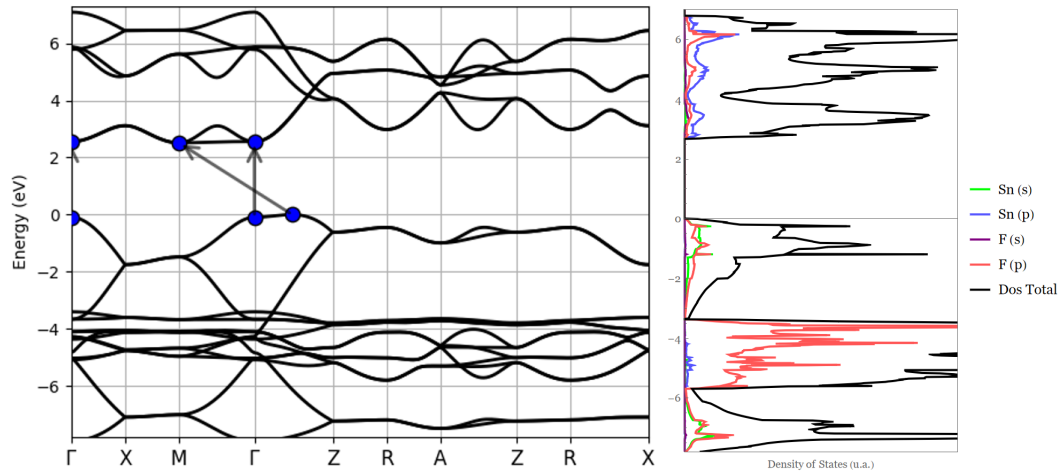 Energy (eV)
6
4
2
0
−2
−4
−6
Γ X M Γ Z R A Z R X
6
4
2
0
−2
−4
−6
Density of States (u.a.)
Sn (s)
Sn (p)
F (s)
F (p)
Dos Total